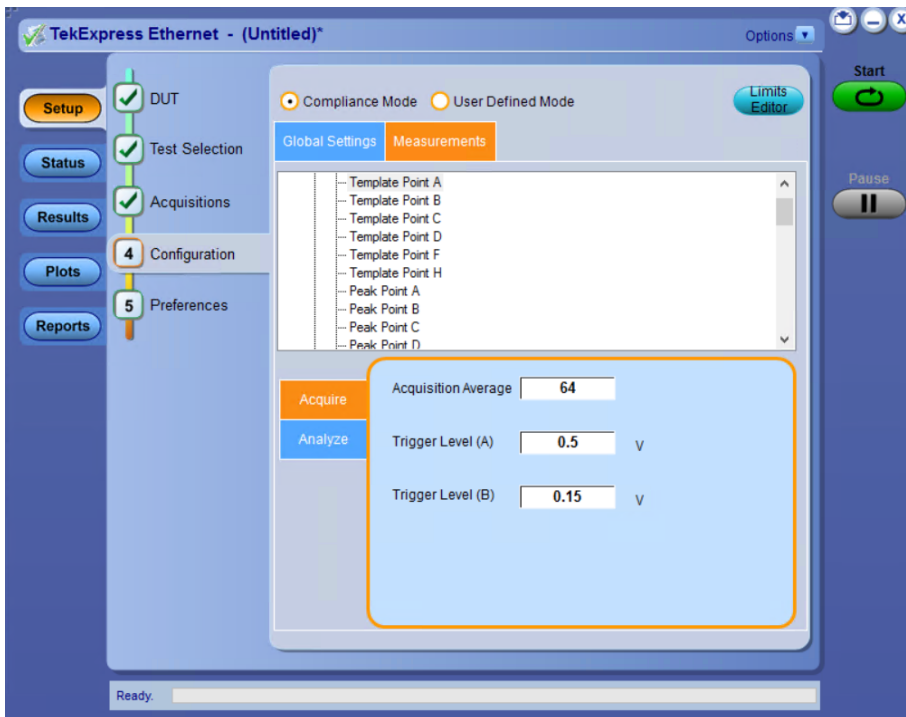 TekExpress Ethernet - (Untitled)*
Options
Start
Pause
Setup
Status
Results
Plots
Reports
DUT
Test Selection
Acquisitions
4 Configuration
5 Preferences
Compliance Mode
User Defined Mode
Limits
Editor
Global Settings
Measurements
Template Point A
Template Point B
Template Point C
Template Point D
Template Point F
Template Point H
Peak Point A
Peak Point B
Peak Point C
Peak Point D
Acquire
Analyze
Acquisition Average 64
Trigger Level (A) 0.5 V
Trigger Level (B) 0.15 V
Ready.